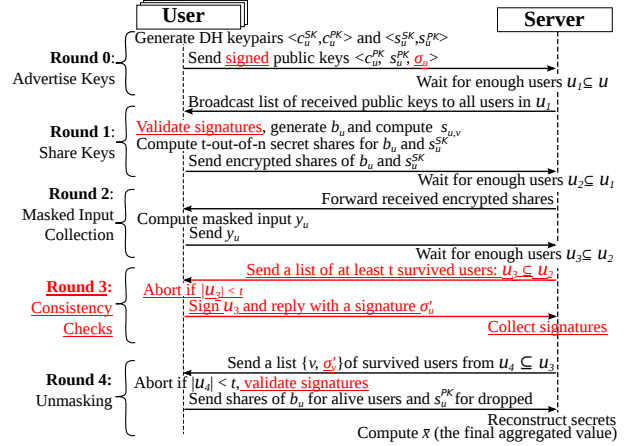 User
Server
Generate DH keypairs <c_u^SK, c_u^PK> and <s_u^SK, s_u^PK>
Round 0:
Advertise Keys
Send signed public keys <c_u^PK, s_u^PK, σ_u>
Wait for enough users u_1 ⊆ u
Broadcast list of received public keys to all users in u_1
Round 1:
Share Keys
Validate signatures, generate b_u and compute s_{u,v}
Compute t-out-of-n secret shares for b_u and s_u^SK
Send encrypted shares of b_u and s_u^SK
Wait for enough users u_2 ⊆ u_1
Round 2:
Masked Input
Collection
Forward received encrypted shares
Compute masked input y_u
Send y_u
Wait for enough users u_3 ⊆ u_2
Round 3:
Consistency
Checks
Send a list of at least t survived users: u_3 ⊆ u_2
Abort if |u_3| < t
Sign u_3 and reply with a signature σ'_u
Collect signatures
Round 4:
Unmasking
Send a list {v, σ'_v} of survived users from u_4 ⊆ u_3
Abort if |u_4| < t, validate signatures
Send shares of b_u for alive users and s_u^PK for dropped
Reconstruct secrets
Compute x̄ (the final aggregated value)